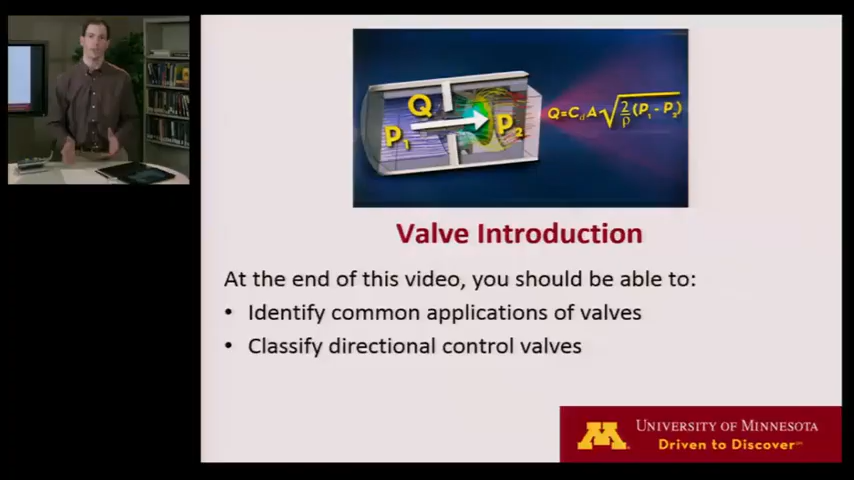 Q
P1
P2
Q=CdA√2/ρ(P1-P2)
Valve Introduction
At the end of this video, you should be able to:
• Identify common applications of valves
• Classify directional control valves
M
UNIVERSITY OF MINNESOTA
Driven to Discover℠